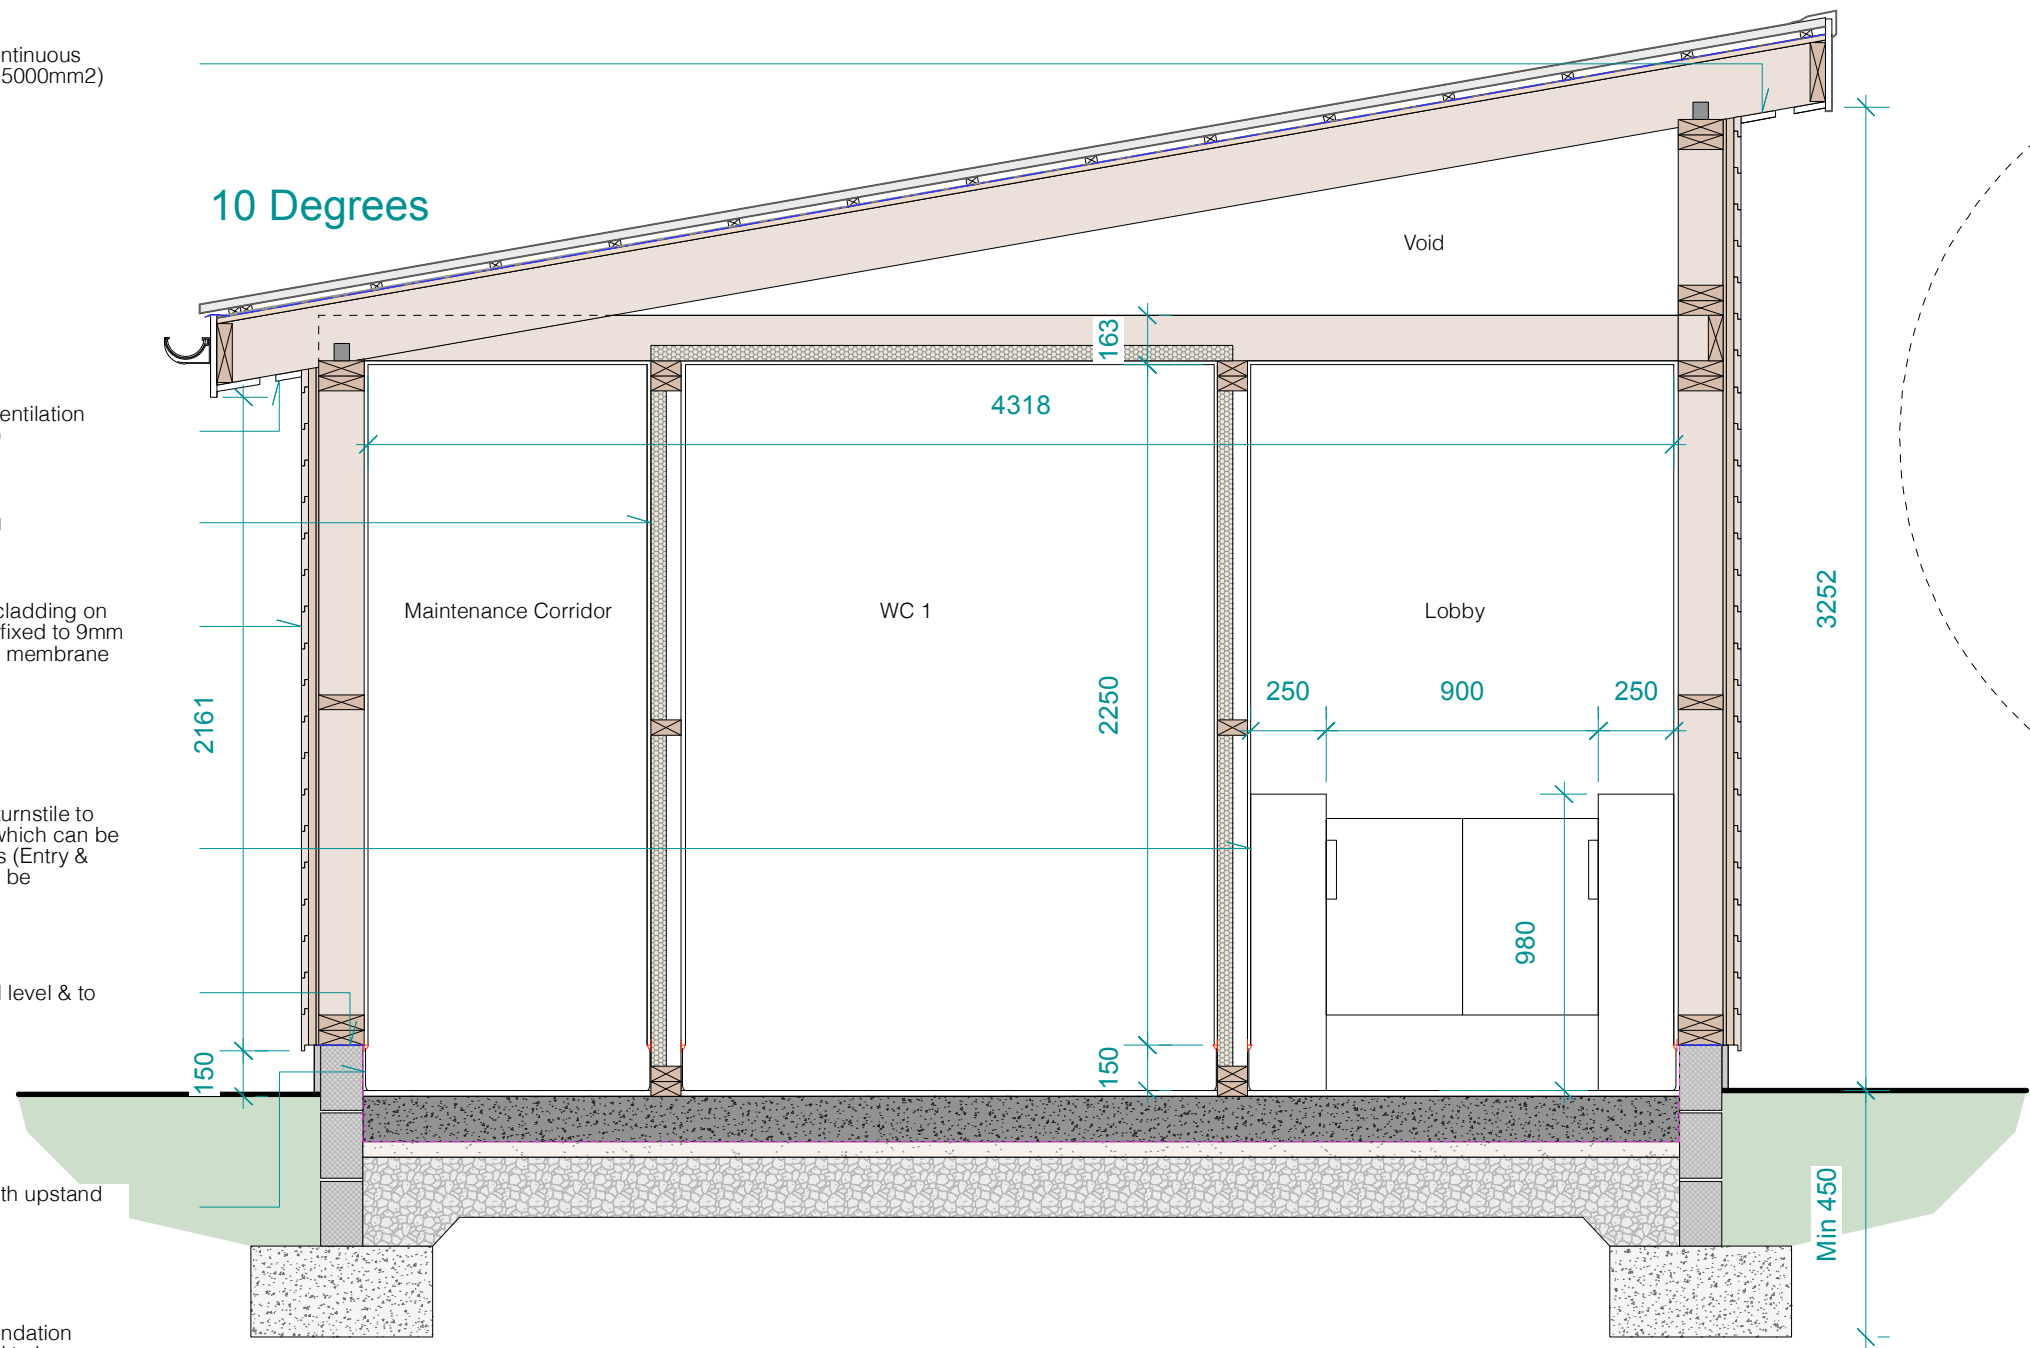 ntinuous
5000mm2)
10 Degrees
Void
163
entilation
4318
cladding on
fixed to 9mm
membrane
Maintenance Corridor
WC 1
Lobby
3252
250
900
250
2161
2250
urnstile to
which can be
s (Entry &
be
980
l level & to
150
150
th upstand
Min 450
ndation